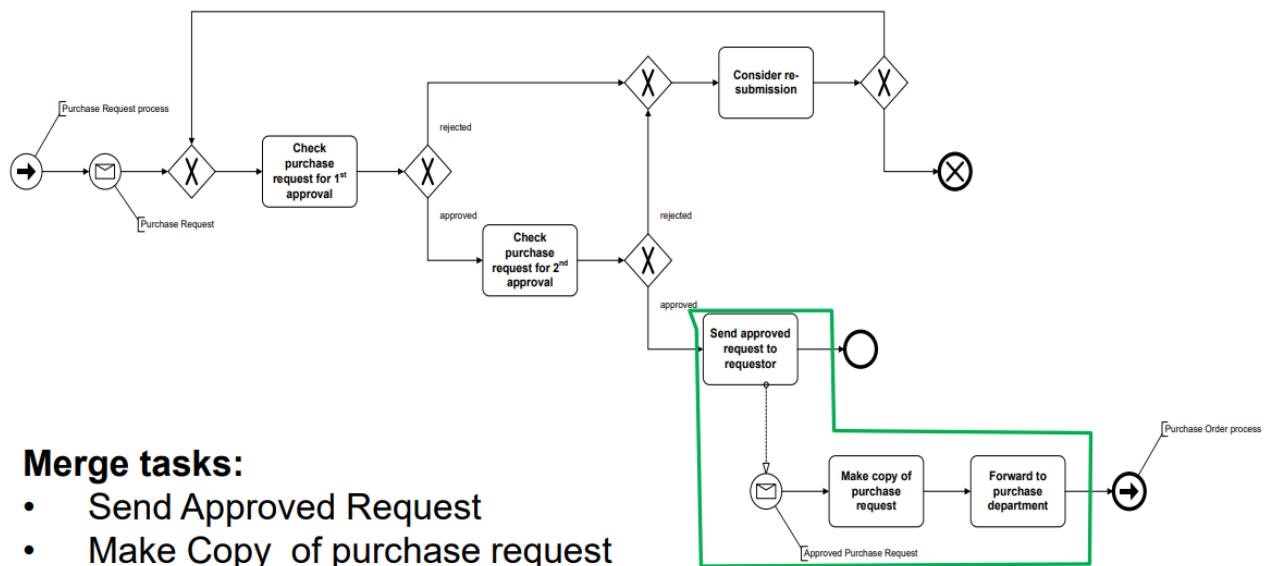 Consider re-
submission
Purchase Request process
rejected
Check
purchase
request for 1st
approval
Purchase Request
approved
rejected
Check
purchase
request for 2nd
approval
approved
Send approved
request to
requestor
Purchase Order process
Make copy of
purchase
request
Forward to
purchase
department
Approved Purchase Request
Merge tasks:
• Send Approved Request
• Make Copy of purchase request